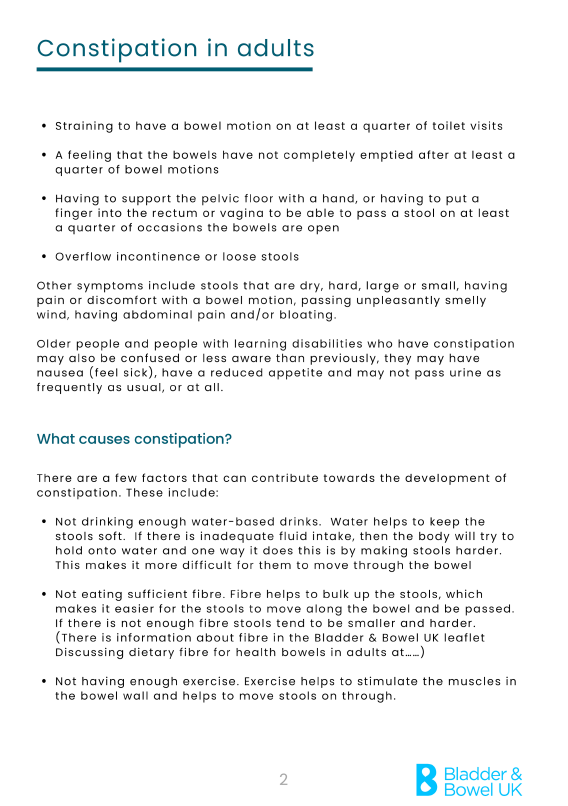 Constipation in adults
• Straining to have a bowel motion on at least a quarter of toilet visits
• A feeling that the bowels have not completely emptied after at least a
quarter of bowel motions
• Having to support the pelvic floor with a hand, or having to put a
finger into the rectum or vagina to be able to pass a stool on at least
a quarter of occasions the bowels are open
• Overflow incontinence or loose stools
Other symptoms include stools that are dry, hard, large or small, having
pain or discomfort with a bowel motion, passing unpleasantly smelly
wind, having abdominal pain and/or bloating.
Older people and people with learning disabilities who have constipation
may also be confused or less aware than previously, they may have
nausea (feel sick), have a reduced appetite and may not pass urine as
frequently as usual, or at all.
What causes constipation?
There are a few factors that can contribute towards the development of
constipation. These include:
• Not drinking enough water-based drinks.  Water helps to keep the
stools soft.  If there is inadequate fluid intake, then the body will try to
hold onto water and one way it does this is by making stools harder.
This makes it more difficult for them to move through the bowel
• Not eating sufficient fibre. Fibre helps to bulk up the stools, which
makes it easier for the stools to move along the bowel and be passed.
If there is not enough fibre stools tend to be smaller and harder.
(There is information about fibre in the Bladder & Bowel UK leaflet
Discussing dietary fibre for health bowels in adults at……)
• Not having enough exercise. Exercise helps to stimulate the muscles in
the bowel wall and helps to move stools on through.
2
Bladder &
Bowel UK